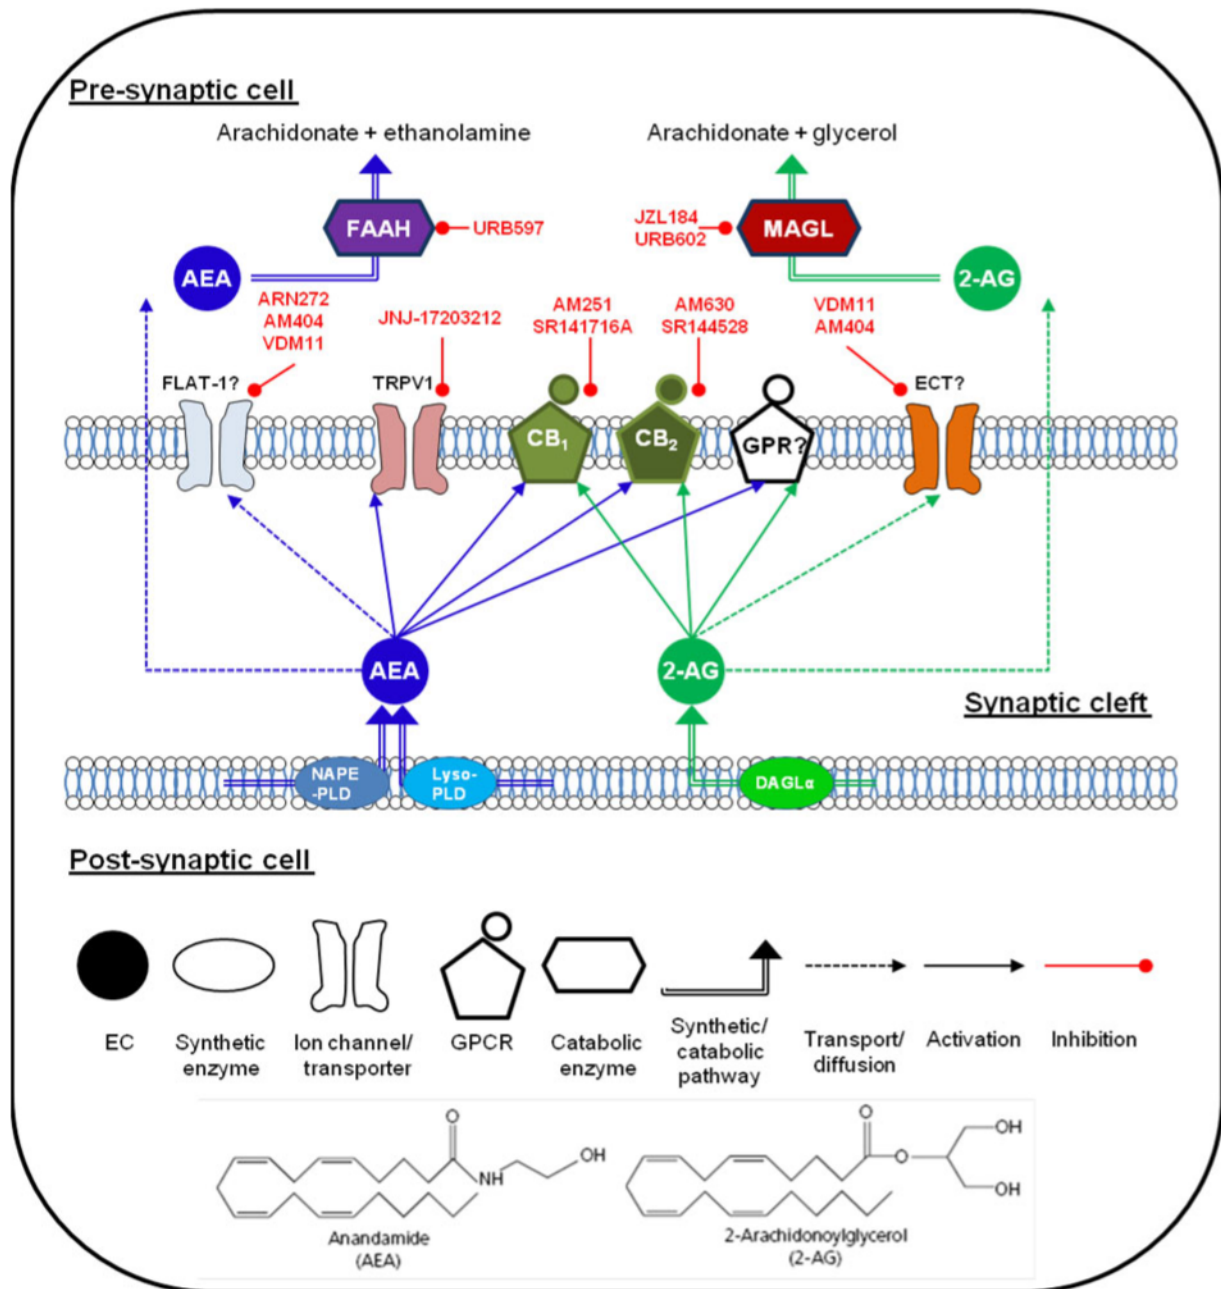 Pre-synaptic cell
Arachidonate + ethanolamine
Arachidonate + glycerol
FAAH
URB597
JZL184
URB602
MAGL
AEA
2-AG
ARN272
AM404
VDM11
JNJ-17203212
AM251
SR141716A
AM630
SR144528
VDM11
AM404
FLAT-1?
TRPV1
ECT?
CB1
CB2
GPR?
AEA
2-AG
Synaptic cleft
NAPE
-PLD
Lyso-
PLD
DAGLα
Post-synaptic cell
EC
Synthetic
enzyme
Ion channel/
transporter
GPCR
Catabolic
enzyme
Synthetic/
catabolic
pathway
Transport/
diffusion
Activation
Inhibition
O
NH
OH
Anandamide
(AEA)
O
O
OH
OH
2-Arachidonoylglycerol
(2-AG)